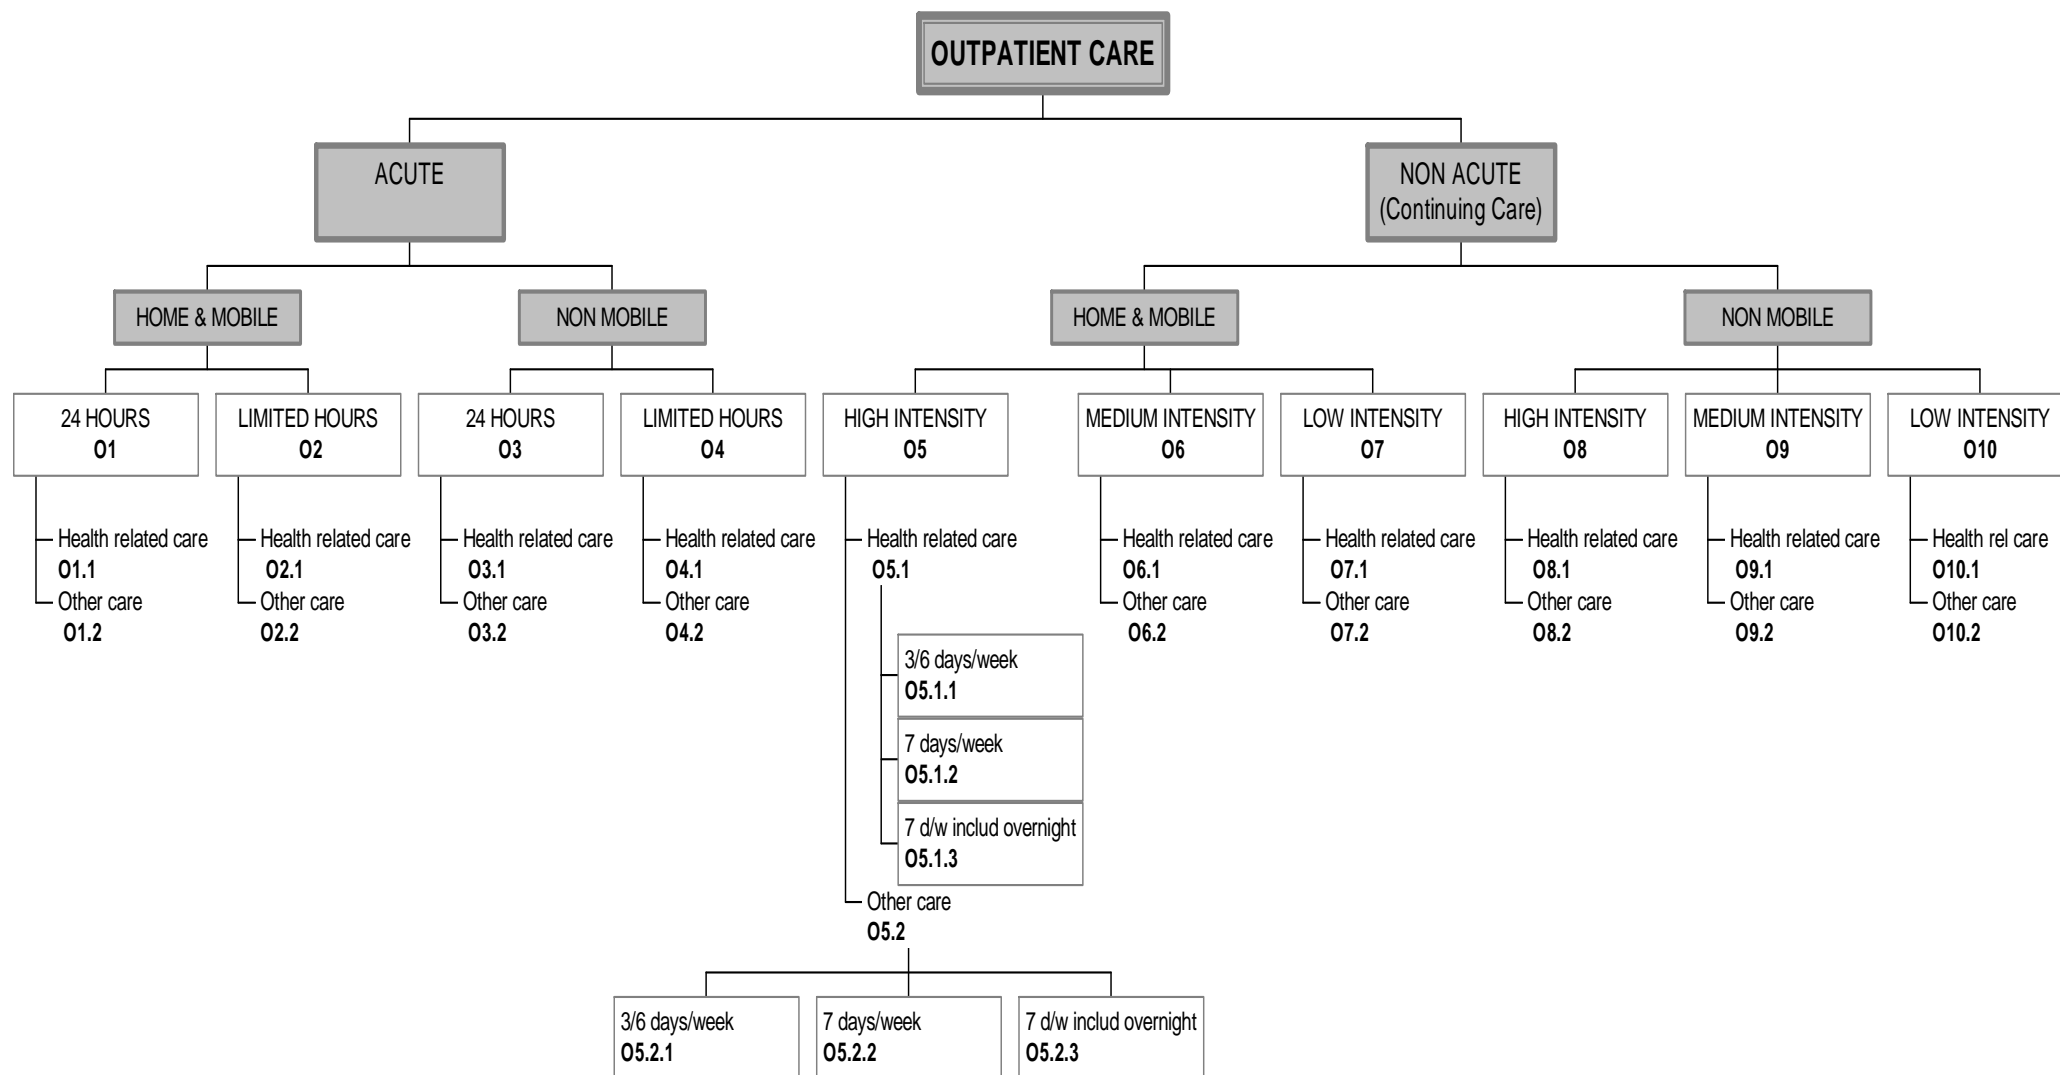 OUTPATIENT CARE
ACUTE
NON ACUTE
(Continuing Care)
HOME & MOBILE
NON MOBILE
HOME & MOBILE
NON MOBILE
24 HOURS
O1
LIMITED HOURS
O2
24 HOURS
O3
LIMITED HOURS
O4
HIGH INTENSITY
O5
MEDIUM INTENSITY
O6
LOW INTENSITY
O7
HIGH INTENSITY
O8
MEDIUM INTENSITY
O9
LOW INTENSITY
O10
Health related care
O1.1
Other care
O1.2
Health related care
O2.1
Other care
O2.2
Health related care
O3.1
Other care
O3.2
Health related care
O4.1
Other care
O4.2
Health related care
O5.1
3/6 days/week
O5.1.1
7 days/week
O5.1.2
7 d/w includ overnight
O5.1.3
Other care
O5.2
3/6 days/week
O5.2.1
7 days/week
O5.2.2
7 d/w includ overnight
O5.2.3
Health related care
O6.1
Other care
O6.2
Health related care
O7.1
Other care
O7.2
Health related care
O8.1
Other care
O8.2
Health related care
O9.1
Other care
O9.2
Health rel care
O10.1
Other care
O10.2